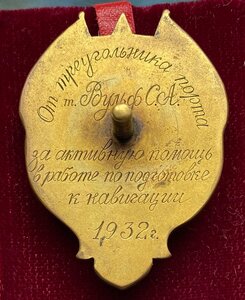 От треугольника порта
т. Вульф С.А.
за активную помощь
в работе по подготовке
к навигации
1932 г.